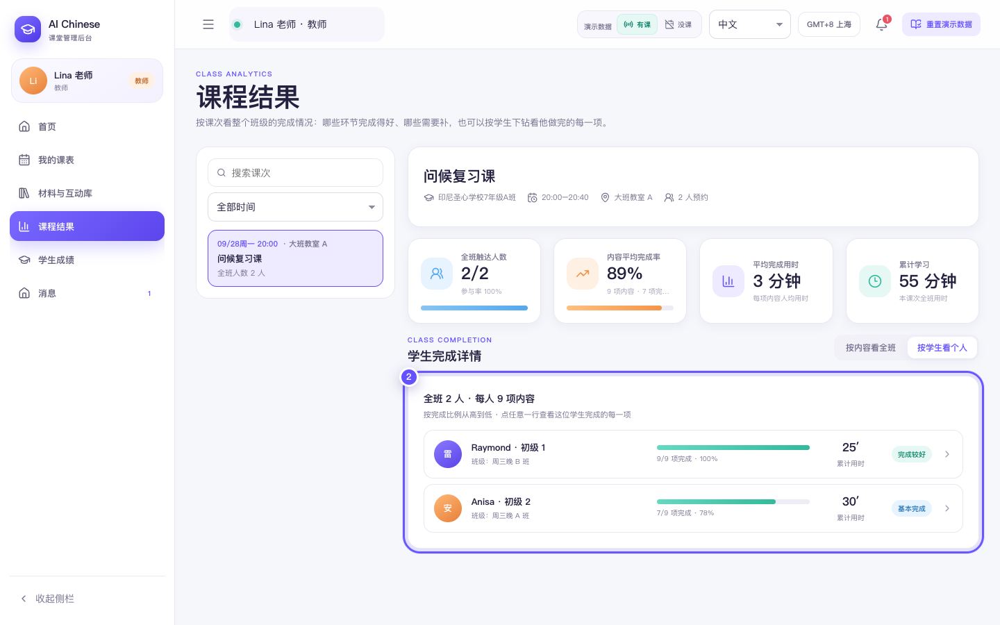 AI Chinese
课堂管理后台
Li
Lina 老师
教师
教师
首页
我的课表
材料与互动库
课程结果
学生成绩
消息
1
收起侧栏
Lina 老师 · 教师
演示数据
有课
没课
中文
GMT+8 上海
1
重置演示数据
CLASS ANALYTICS
课程结果
按课次看整个班级的完成情况：哪些环节完成得好、哪些需要补，也可以按学生下钻看他做完的每一项。
搜索课次
全部时间
09/28周一 20:00 · 大班教室 A
问候复习课
全班人数 2 人
问候复习课
印尼圣心学校7年级A班
20:00–20:40
大班教室 A
2 人预约
全班触达人数
2/2
参与率 100%
内容平均完成率
89%
9 项内容 · 7 项完...
平均完成用时
3 分钟
每项内容人均用时
累计学习
55 分钟
本课次全班用时
CLASS COMPLETION
学生完成详情
按内容看全班
按学生看个人
2
全班 2 人 · 每人 9 项内容
按完成比例从高到低 · 点任意一行查看这位学生完成的每一项
雷
Raymond · 初级 1
班级：周三晚 B 班
9/9 项完成 · 100%
25′
累计用时
完成较好
安
Anisa · 初级 2
班级：周三晚 A 班
7/9 项完成 · 78%
30′
累计用时
基本完成